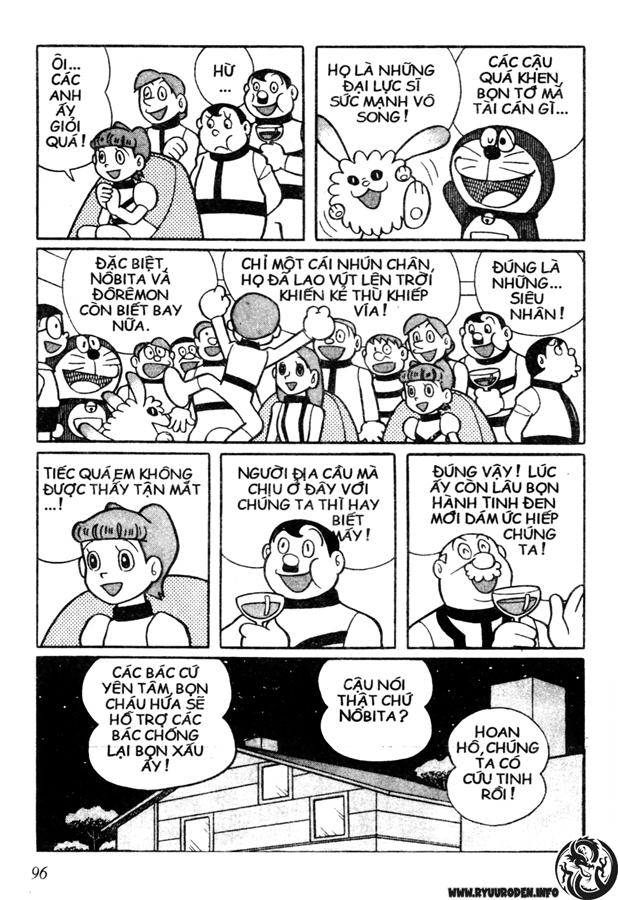 ÔI...
CÁC
ANH
ẤY
GIỎI
QUÁ!
HỪ
...
HỌ LÀ NHỮNG
ĐẠI LỰC SĨ
SỨC MẠNH VÔ
SONG!
CÁC CẬU
QUÁ KHEN,
BỌN TỚ MÀ
TÀI CÁN GÌ...
ĐẶC BIỆT,
NÔBITA VÀ
ĐÔRÊMON
CÒN BIẾT BAY
NỮA.
CHỈ MỘT CÁI NHÚN CHÂN,
HỌ ĐÃ LAO VÚT LÊN TRỜI
KHIẾN KẺ THÙ KHIẾP
VÍA!
ĐÚNG LÀ
NHỮNG...
SIÊU
NHÂN!
TIẾC QUÁ EM KHÔNG
ĐƯỢC THẤY TẬN MẮT
...!
NGƯỜI ĐỊA CẦU MÀ
CHỊU Ở ĐÂY VỚI
CHÚNG TA THÌ HAY
BIẾT
MẤY!
ĐÚNG VẬY! LÚC
ẤY CÒN LÂU BỌN
HÀNH TINH ĐEN
MỚI DÁM ỨC HIẾP
CHÚNG
TA!
CÁC BÁC CỨ
YÊN TÂM, BỌN
CHÁU HỨA SẼ
HỖ TRỢ CÁC
BÁC CHỐNG
LẠI BỌN XẤU
ẤY!
CẬU NÓI
THẬT CHỨ
NÔBITA?
HOAN
HÔ, CHÚNG
TA CÓ
CỨU TINH
RỒI!
96
WWW.RYUURODEN.INFO